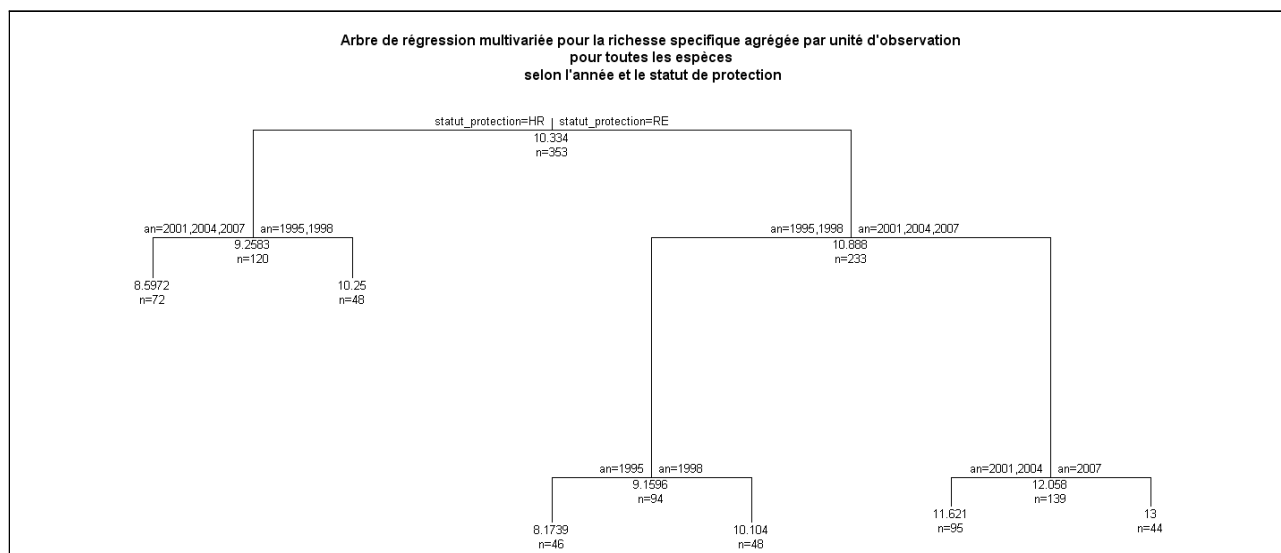 Arbre de régression multivariée pour la richesse specifique agrégée par unité d'observation
pour toutes les espèces
selon l'année et le statut de protection
statut_protection=HR statut_protection=RE
10.334
n=353
an=2001,2004,2007 an=1995,1998
9.2583
n=120
8.5972
n=72
10.25
n=48
an=1995,1998 an=2001,2004,2007
10.888
n=233
an=1995 an=1998
9.1596
n=94
8.1739
n=46
10.104
n=48
an=2001,2004 an=2007
12.058
n=139
11.621
n=95
13
n=44